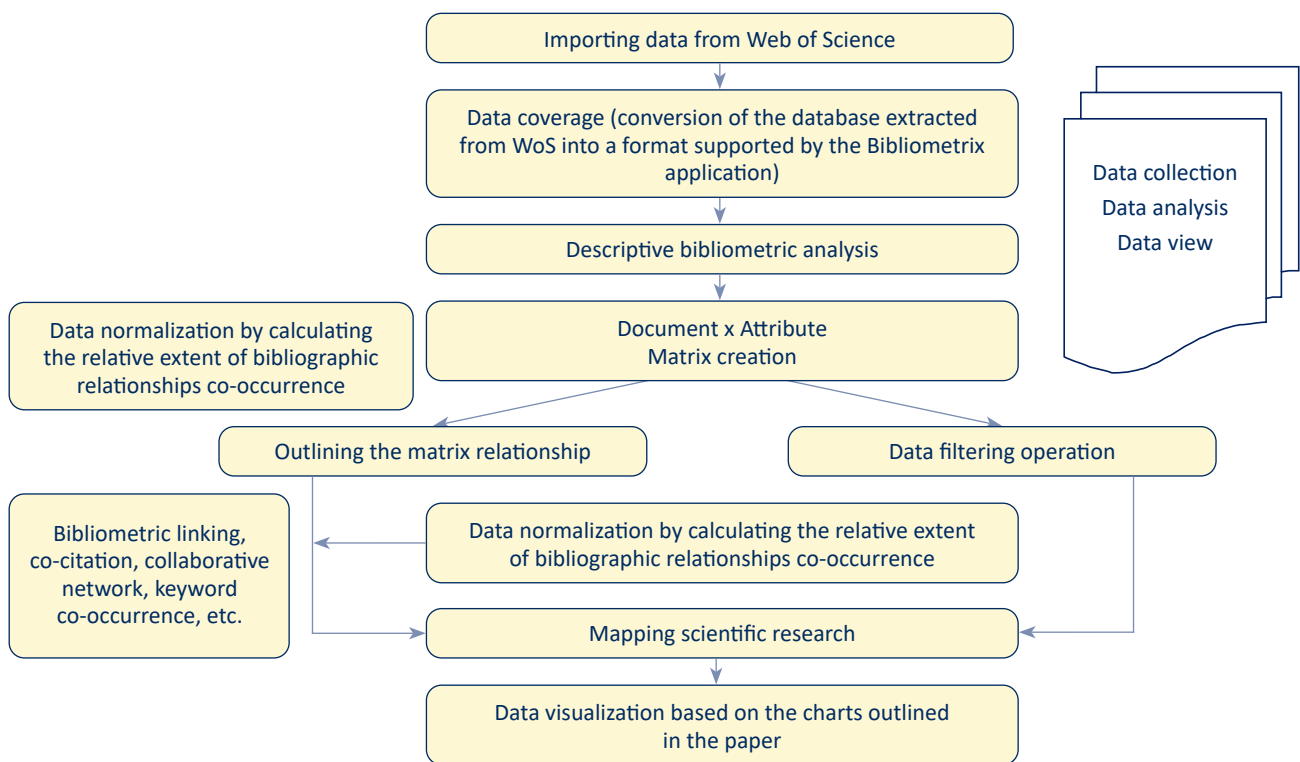 Importing data from Web of Science
Data coverage (conversion of the database extracted
from WoS into a format supported by the Bibliometrix
application)
Data collection
Data analysis
Data view
Descriptive bibliometric analysis
Data normalization by calculating
the relative extent of bibliographic
relationships co-occurrence
Document x Attribute
Matrix creation
Outlining the matrix relationship
Data filtering operation
Bibliometric linking,
co-citation, collaborative
network, keyword
co-occurrence, etc.
Data normalization by calculating the relative extent
of bibliographic relationships co-occurrence
Mapping scientific research
Data visualization based on the charts outlined
in the paper